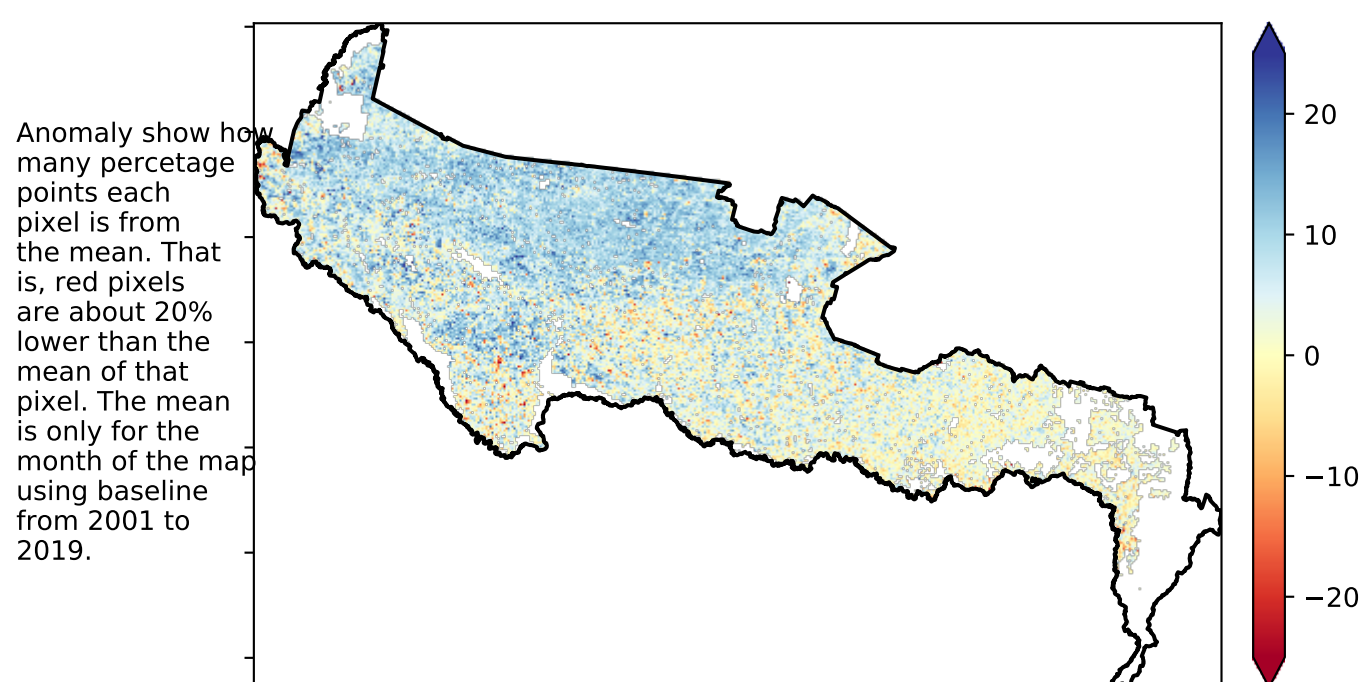 Anomaly show how
many percetage
points each
pixel is from
the mean. That
is, red pixels
are about 20%
lower than the
mean of that
pixel. The mean
is only for the
month of the map
using baseline
from 2001 to
2019.
20
10
0
−10
−20